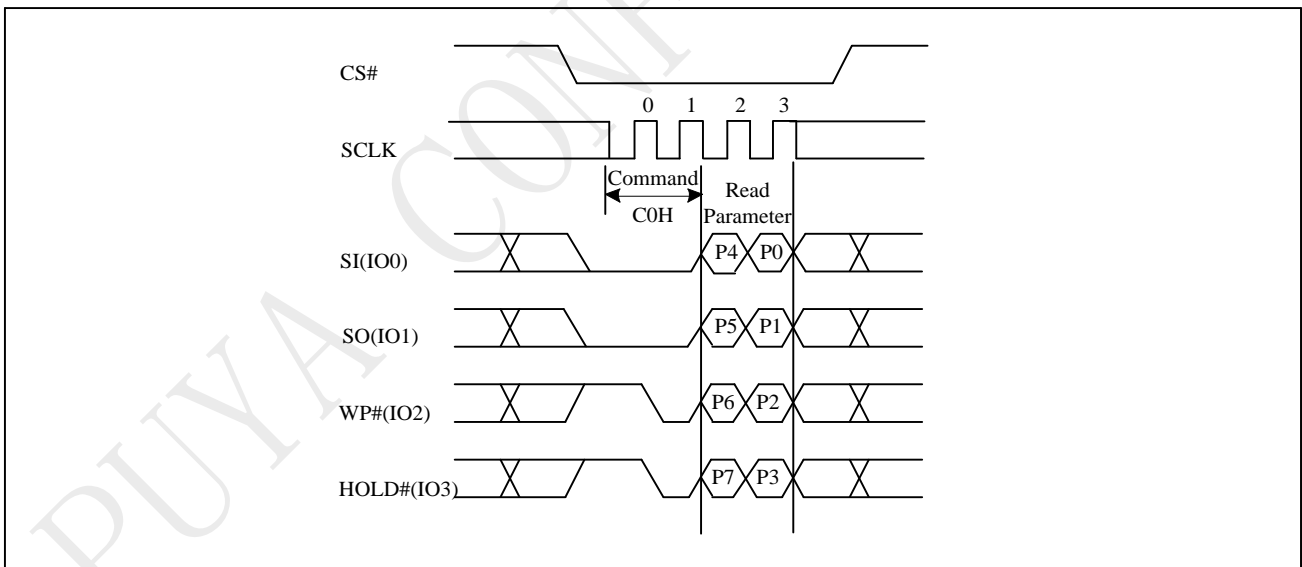 PUYA CONF
CS#
0 1 2 3
SCLK
Command
C0H
Read
Parameter
SI(IO0) P4 P0
SO(IO1) P5 P1
WP#(IO2) P6 P2
HOLD#(IO3) P7 P3